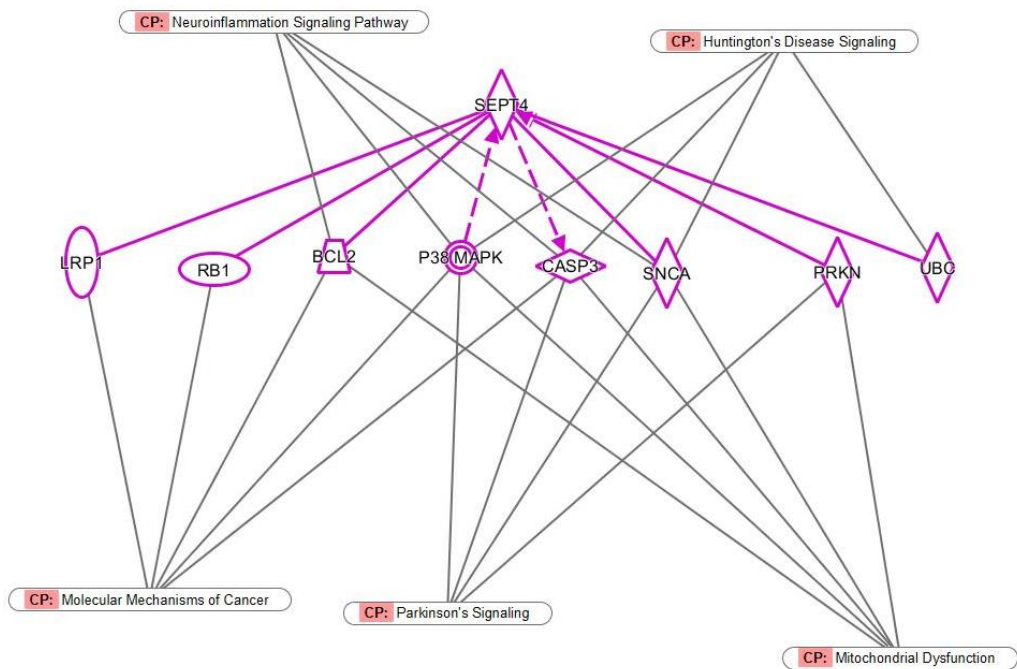 CP: Neuroinflammation Signaling Pathway
CP: Huntington's Disease Signaling
SEPT4
LRP1
RB1
BCL2
P38 MAPK
CASP3
SNCA
PRKN
UBC
CP: Molecular Mechanisms of Cancer
CP: Parkinson's Signaling
CP: Mitochondrial Dysfunction